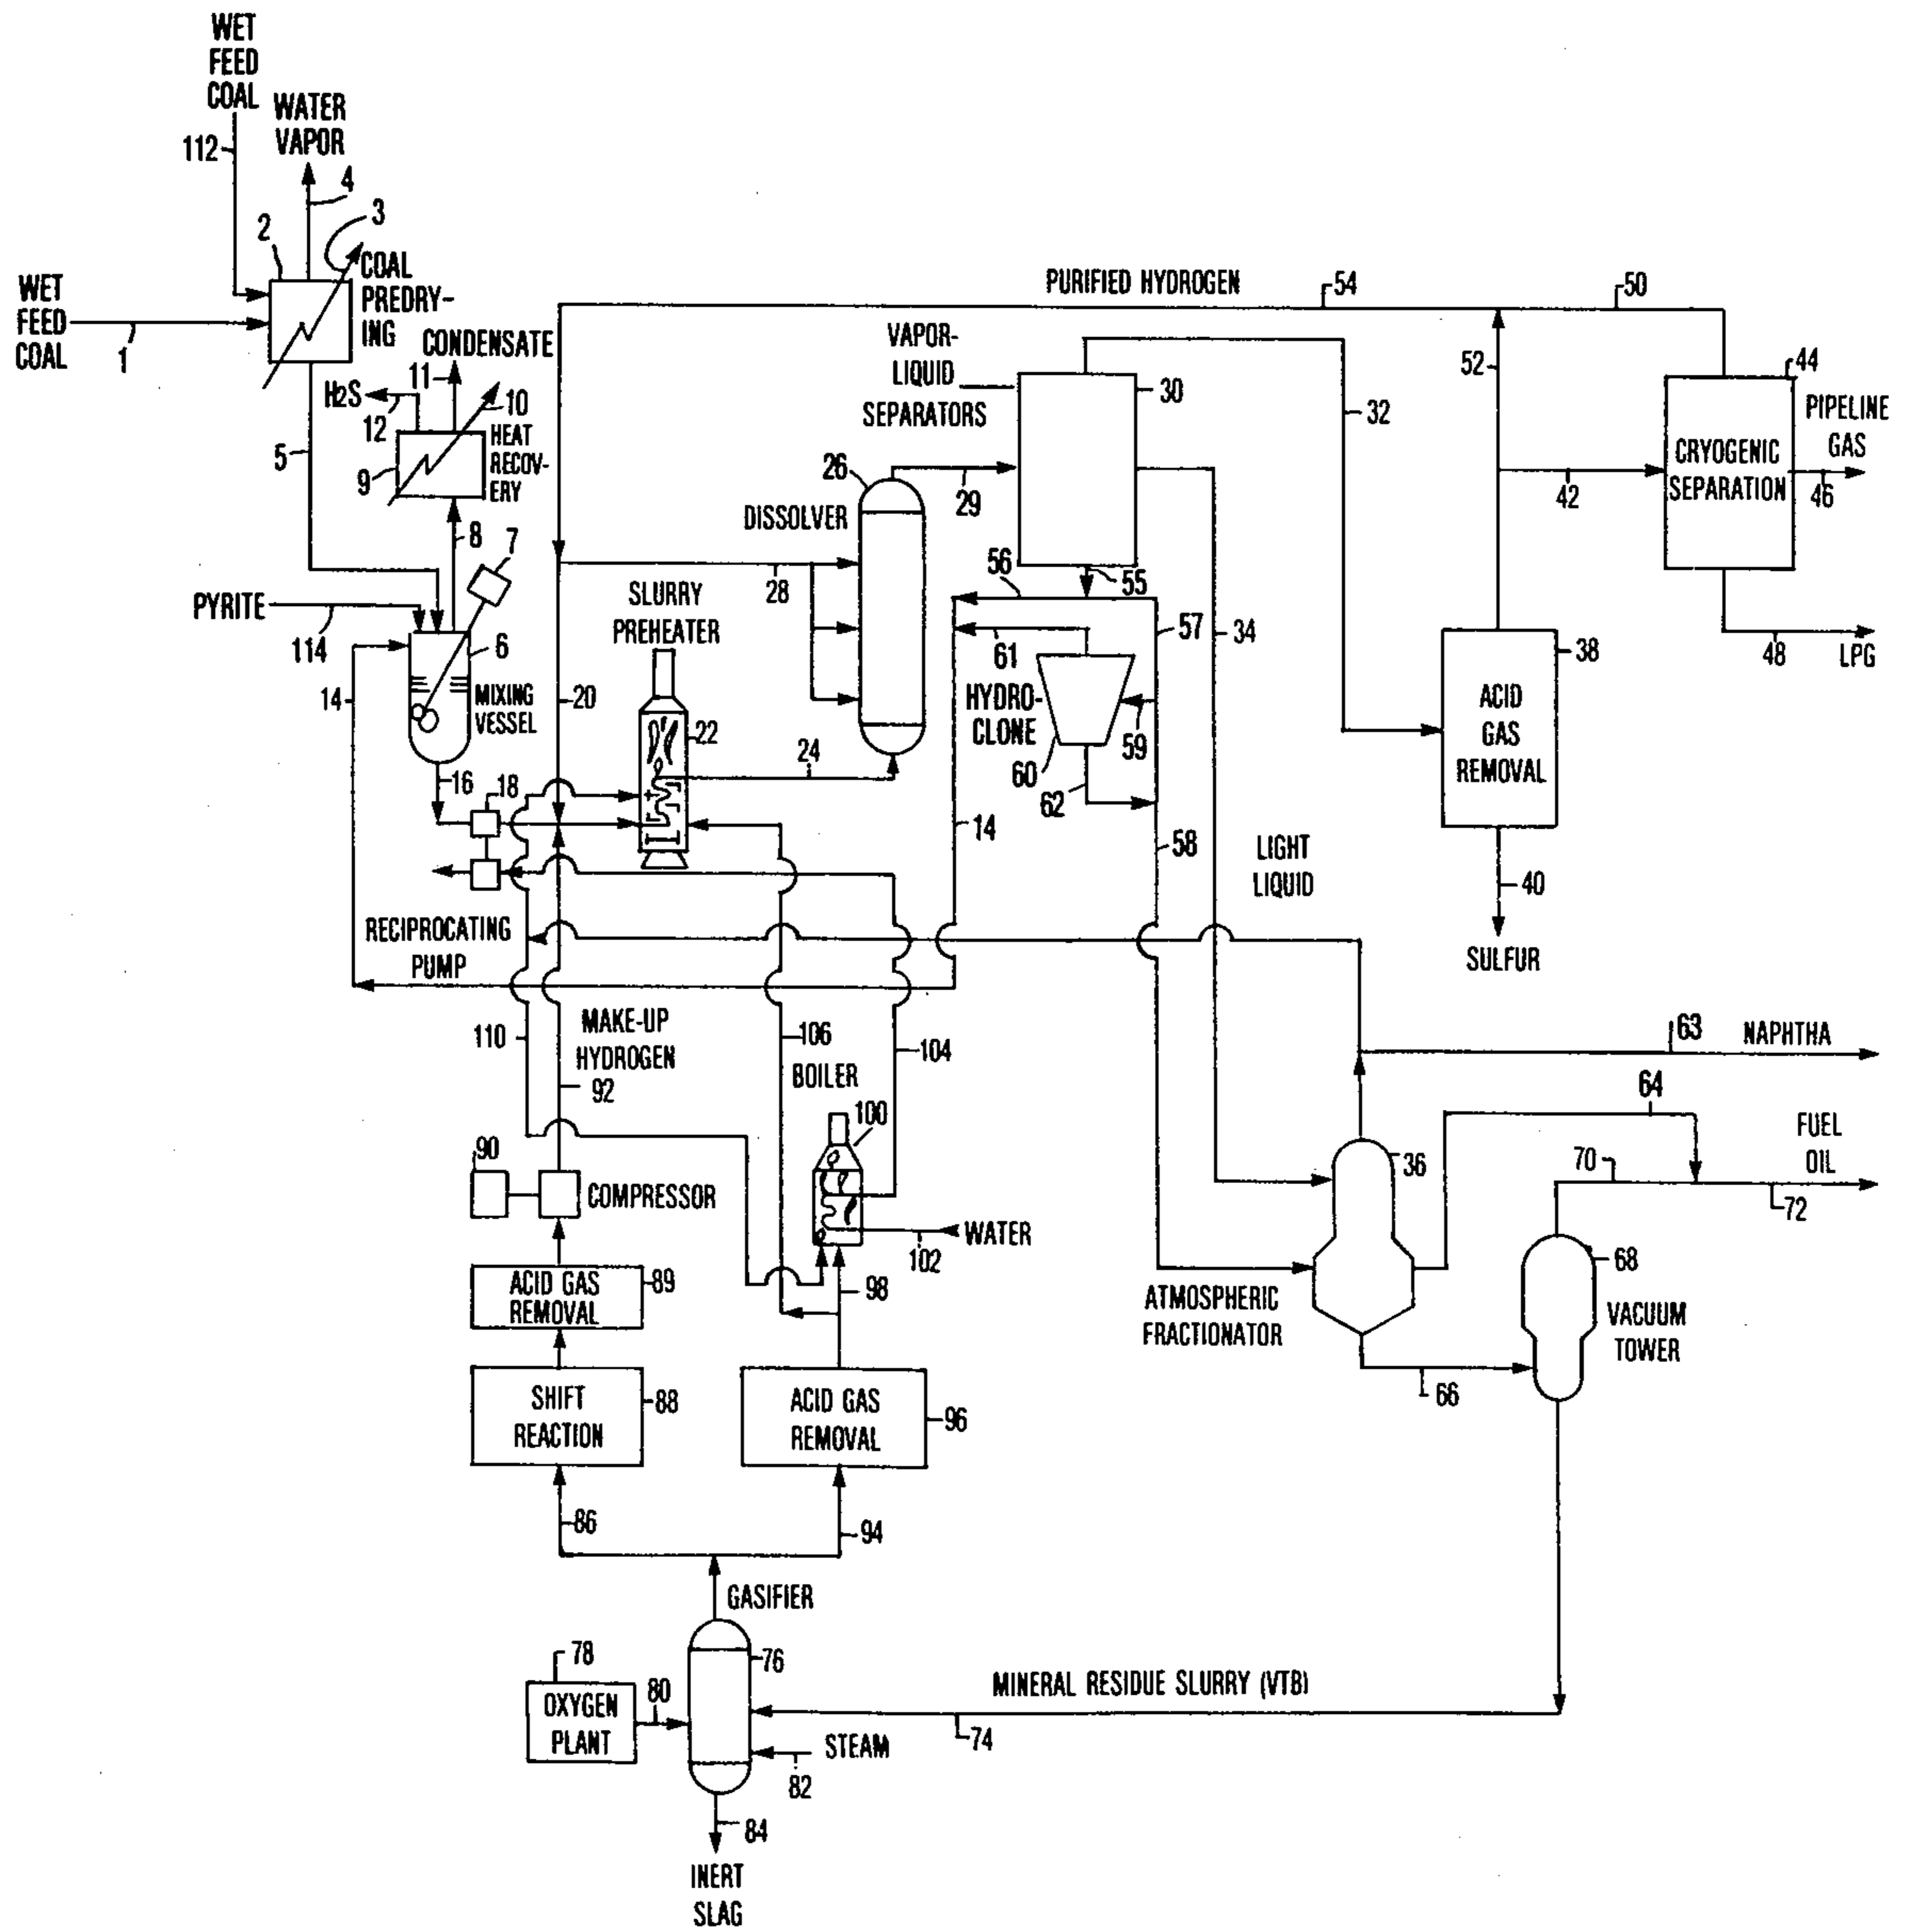 WET
FEED
COAL
WATER
VAPOR
112
4
3
2
COAL
PREDRY-
ING
WET
FEED
COAL
1
CONDENSATE
11
H2S
12
10
HEAT
RECOV-
ERY
9
5
8
7
PYRITE
114
6
MIXING
VESSEL
14
16
18
20
SLURRY
PREHEATER
22
24
DISSOLVER
26
28
29
PURIFIED HYDROGEN
54
50
VAPOR-
LIQUID
SEPARATORS
30
32
52
44
CRYOGENIC
SEPARATION
42
PIPELINE
GAS
46
48
LPG
56
55
57
34
61
HYDRO-
CLONE
59
60
62
38
ACID
GAS
REMOVAL
14
58
LIGHT
LIQUID
40
SULFUR
RECIPROCATING
PUMP
110
MAKE-UP
HYDROGEN
92
106
104
BOILER
100
63
NAPHTHA
64
FUEL
OIL
70
72
36
90
COMPRESSOR
WATER
102
68
ACID GAS
REMOVAL
89
98
ATMOSPHERIC
FRACTIONATOR
VACUUM
TOWER
66
SHIFT
REACTION
88
ACID GAS
REMOVAL
96
86
94
GASIFIER
76
78
OXYGEN
PLANT
80
MINERAL RESIDUE SLURRY (VTB)
74
STEAM
82
84
INERT
SLAG